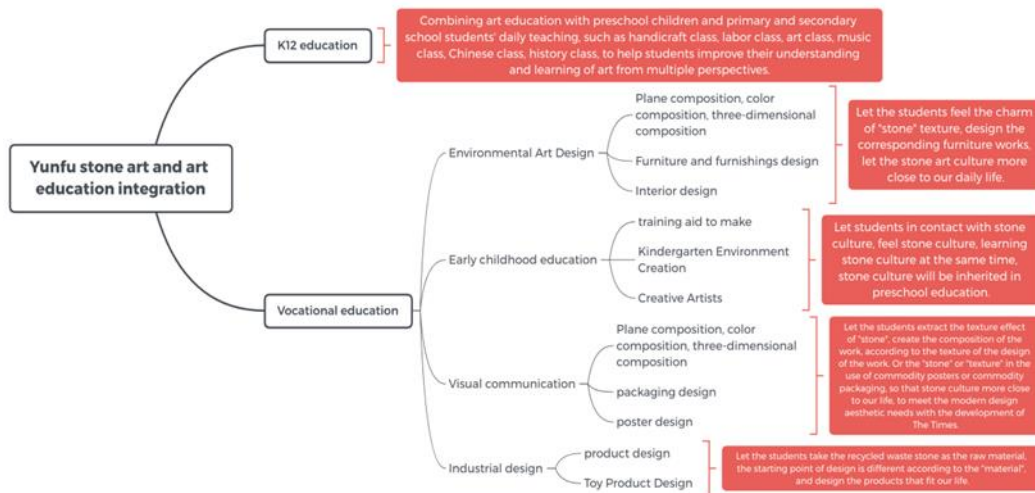 Yunfu stone art and art
education integration
K12 education
Combining art education with preschool children and primary and secondary
school students' daily teaching, such as handicraft class, labor class, art class, music
class, Chinese class, history class, to help students improve their understanding
and learning of art from multiple perspectives.
Vocational education
Environmental Art Design
Plane composition, color
composition, three-dimensional
composition
Furniture and furnishings design
Interior design
Let the students feel the charm
of "stone" texture, design the
corresponding furniture works,
let the stone art culture more
close to our daily life.
Early childhood education
training aid to make
Kindergarten Environment
Creation
Creative Artists
Let students in contact with stone
culture, feel stone culture, learning
stone culture at the same time,
stone culture will be inherited in
preschool education.
Visual communication
Plane composition, color
composition, three-dimensional
composition
packaging design
poster design
Let the students extract the texture effect
of "stone", create the composition of the
work, according to the texture of the design
of the work. Or the "stone" or "texture" in the
use of commodity posters or commodity
packaging, so that stone culture more close
to our life, to meet the modern design
aesthetic needs with the development of
The Times.
Industrial design
product design
Toy Product Design
Let the students take the recycled waste stone as the raw material,
the starting point of design is different according to the "material",
and design the products that fit our life.